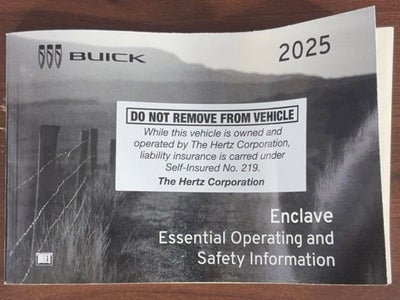 BUICK
2025
DO NOT REMOVE FROM VEHICLE
While this vehicle is owned and
operated by The Hertz Corporation,
liability insurance is carred under
Self-Insured No. 219.
The Hertz Corporation
Enclave
Essential Operating and
Safety Information